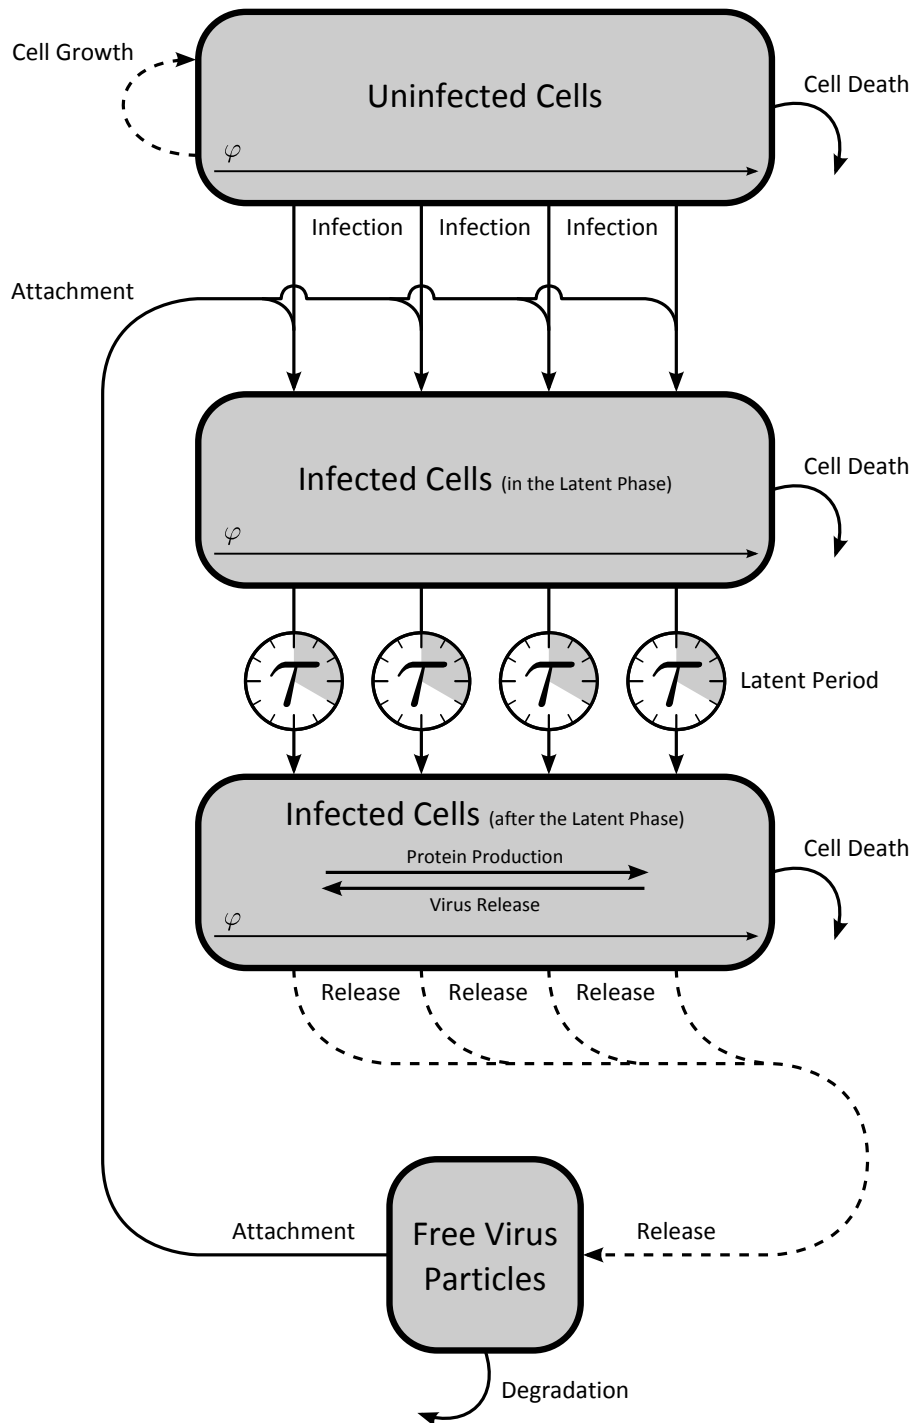 Cell Growth
Uninfected Cells
Cell Death
φ
Infection Infection Infection
Attachment
Infected Cells (in the Latent Phase)
Cell Death
φ
τ τ τ τ
Latent Period
Infected Cells (after the Latent Phase)
Protein Production
Cell Death
Virus Release
φ
Release Release Release
Attachment
Free Virus
Particles
Release
Degradation